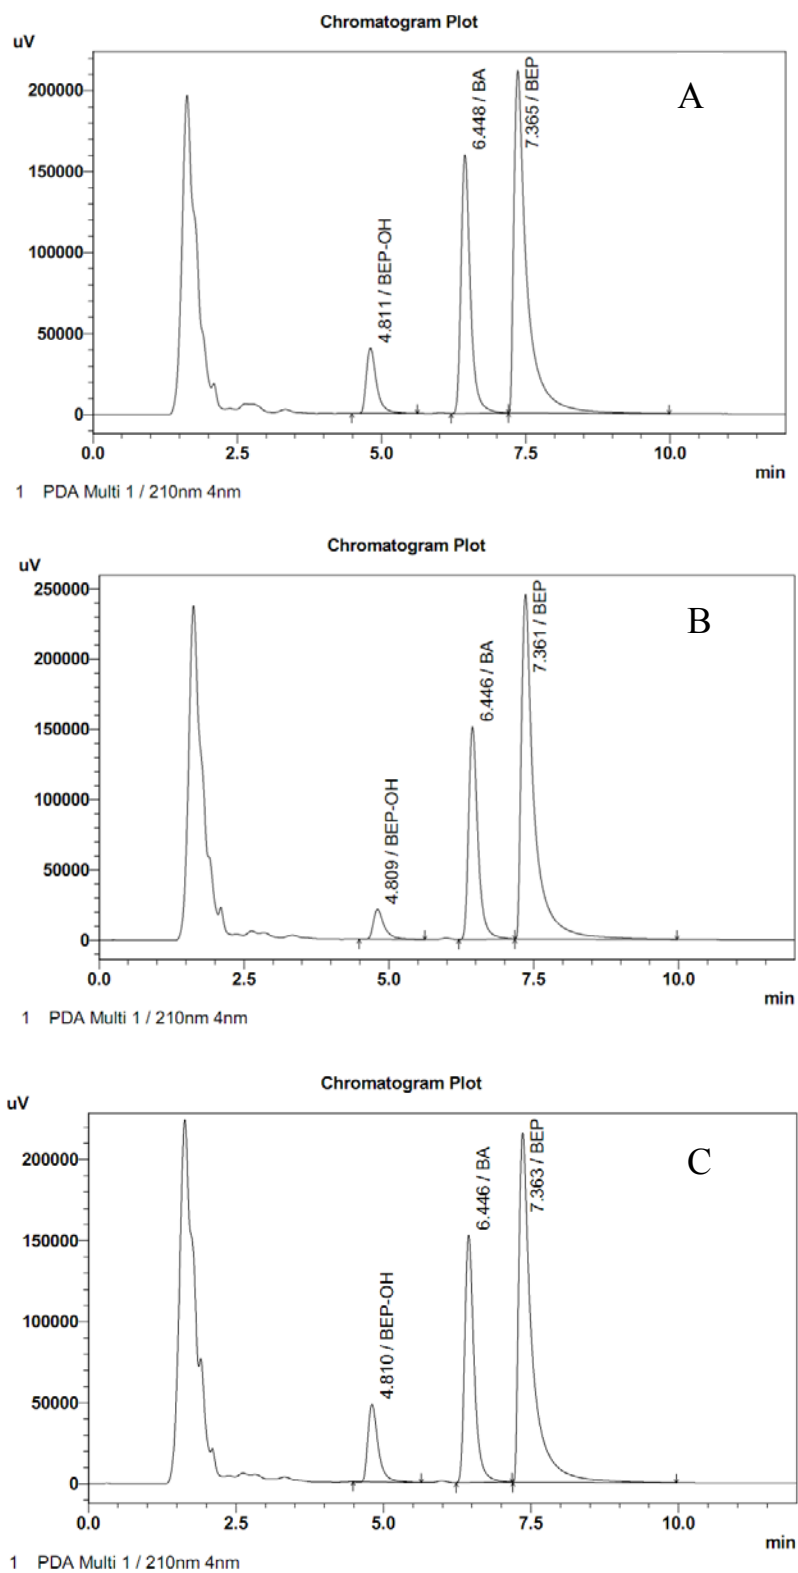 Chromatogram Plot
uV
A
200000
150000
100000
50000
0
4.811 / BEP-OH
6.448 / BA
7.365 / BEP
0.0 2.5 5.0 7.5 10.0
min
1 PDA Multi 1 / 210nm 4nm
Chromatogram Plot
uV
B
250000
200000
150000
100000
50000
0
4.809 / BEP-OH
6.446 / BA
7.361 / BEP
0.0 2.5 5.0 7.5 10.0
min
1 PDA Multi 1 / 210nm 4nm
Chromatogram Plot
uV
C
200000
150000
100000
50000
0
4.810 / BEP-OH
6.446 / BA
7.363 / BEP
0.0 2.5 5.0 7.5 10.0
min
1 PDA Multi 1 / 210nm 4nm